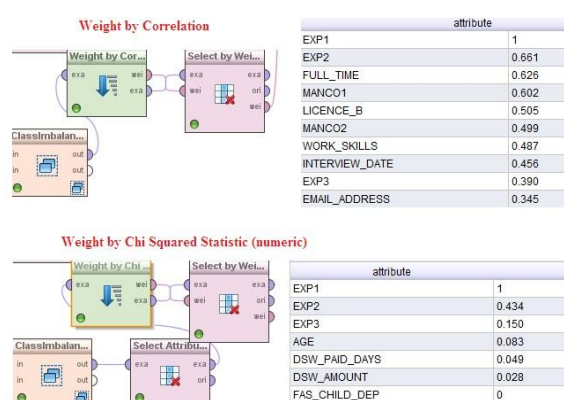 Weight by Correlation
Weight by Cor...
Select by Wei...
exa
wei
exa
exa
wei
exa
ori
wei
ClassImbalan...
in
out
in
out
attribute
EXP1 1
EXP2 0.661
FULL_TIME 0.626
MANCO1 0.602
LICENCE_B 0.505
MANCO2 0.499
WORK_SKILLS 0.487
INTERVIEW_DATE 0.456
EXP3 0.390
EMAIL_ADDRESS 0.345
Weight by Chi Squared Statistic (numeric)
Weight by Chi ...
Select by Wei...
exa
wei
exa
exa
wei
exa
ori
wei
ClassImbalan...
in
out
in
out
Select Attribu...
exa
exa
ori
attribute
EXP1 1
EXP2 0.434
EXP3 0.150
AGE 0.083
DSW_PAID_DAYS 0.049
DSW_AMOUNT 0.028
FAS_CHILD_DEP 0